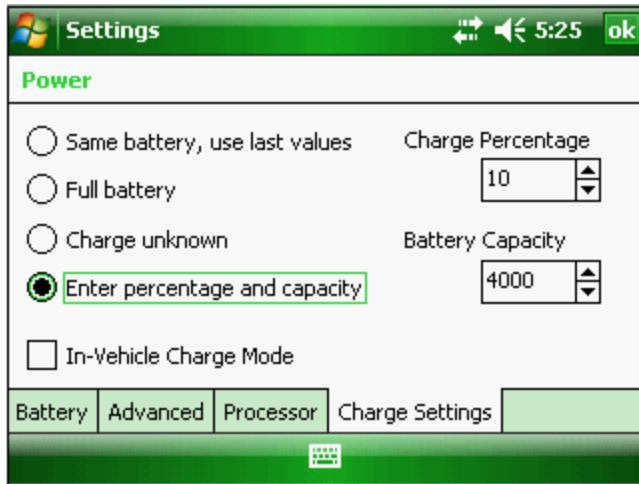 Settings 5:25 ok
Power
Same battery, use last values
Full battery
Charge unknown
Enter percentage and capacity
In-Vehicle Charge Mode
Charge Percentage
10
Battery Capacity
4000
Battery Advanced Processor Charge Settings